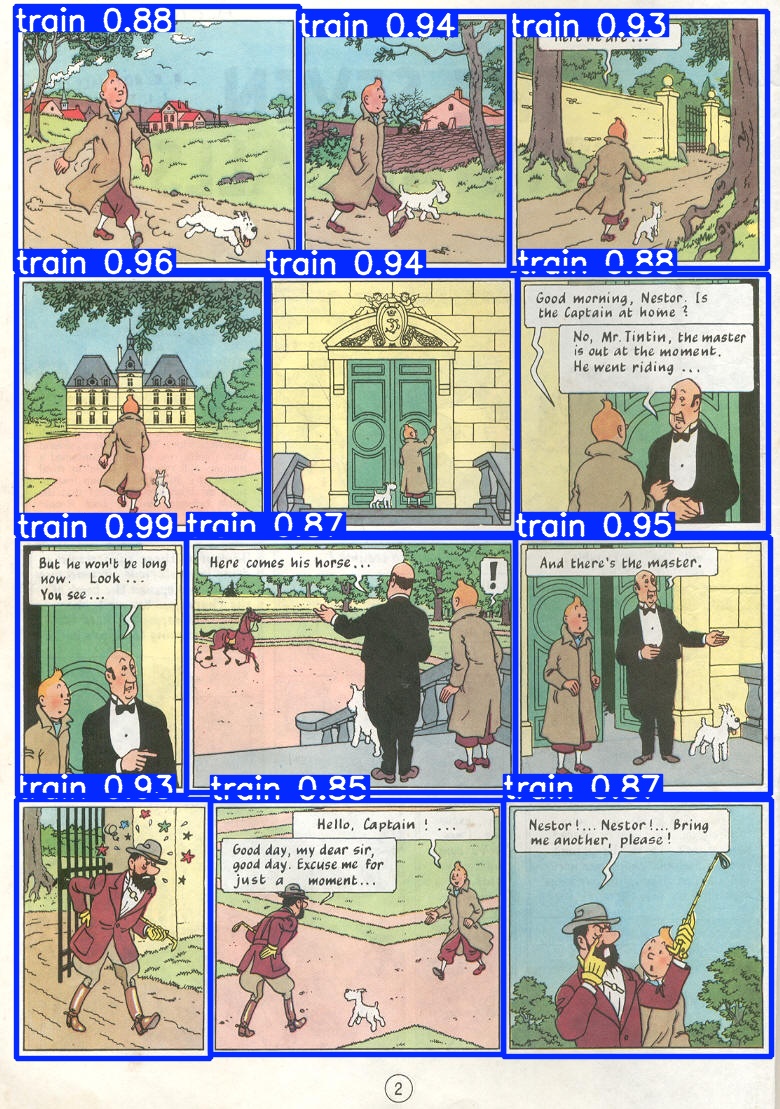 train 0.88
train 0.94
train 0.93
Here we are...
train 0.96
train 0.94
train 0.88
Good morning, Nestor. Is
the Captain at home ?
No, Mr. Tintin, the master
is out at the moment.
He went riding ...
train 0.99
train 0.87
train 0.95
But he won't be long
now. Look ...
You see ...
Here comes his horse...
!
And there's the master.
train 0.93
train 0.85
train 0.87
Hello, Captain ! ...
Good day, my dear sir,
good day. Excuse me for
just a moment...
Nestor!... Nestor!... Bring
me another, please !
2